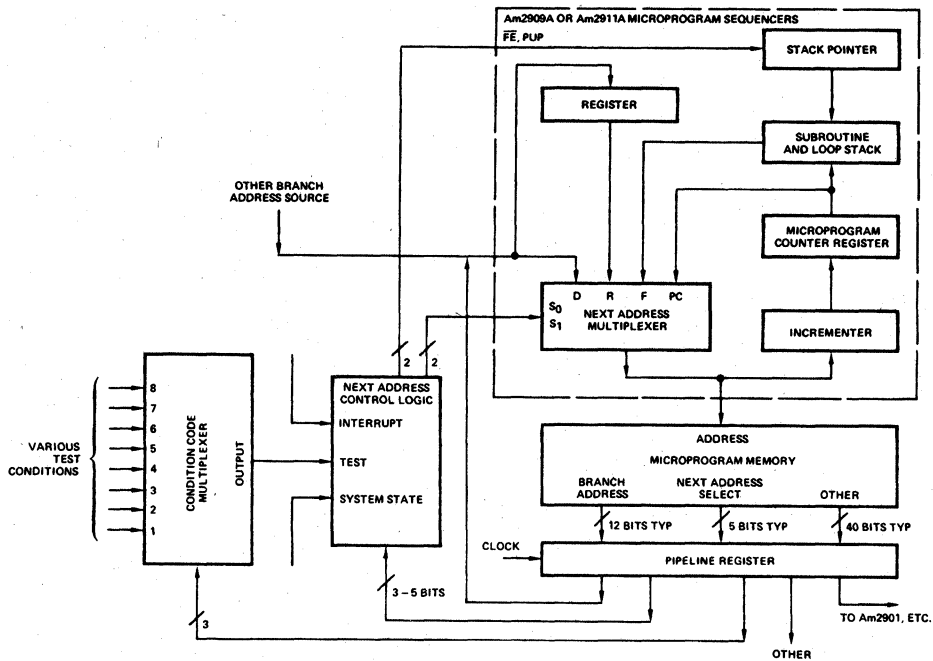 Am2909A OR Am2911A MICROPROGRAM SEQUENCERS
FE, PUP
STACK POINTER
REGISTER
SUBROUTINE
AND LOOP STACK
OTHER BRANCH
ADDRESS SOURCE
MICROPROGRAM
COUNTER REGISTER
D R F PC
S0
S1
NEXT ADDRESS
MULTIPLEXER
INCREMENTER
2
2
NEXT ADDRESS
CONTROL LOGIC
INTERRUPT
TEST
SYSTEM STATE
VARIOUS
TEST
CONDITIONS
8
7
6
5
4
3
2
1
CONDITION CODE
MULTIPLEXER
OUTPUT
ADDRESS
MICROPROGRAM MEMORY
BRANCH
ADDRESS
NEXT ADDRESS
SELECT
OTHER
12 BITS TYP
5 BITS TYP
40 BITS TYP
CLOCK
PIPELINE REGISTER
3 – 5 BITS
3
TO Am2901, ETC.
OTHER